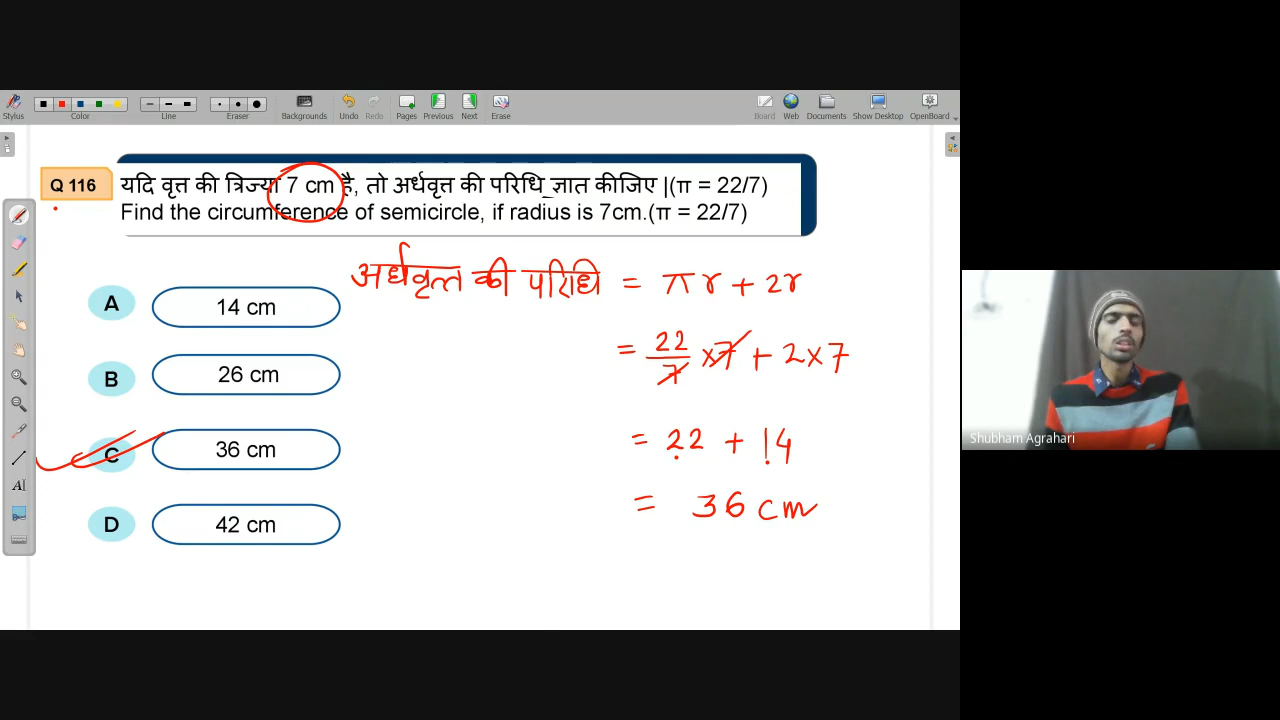 Stylus
Color
Line
Eraser
Backgrounds
Undo
Redo
Pages
Previous
Next
Erase
Board
Web
Documents
Show Desktop
OpenBoard
Q 116
यदि वृत्त की त्रिज्या 7 cm है, तो अर्धवृत्त की परिधि ज्ञात कीजिए |(π = 22/7)
Find the circumference of semicircle, if radius is 7cm.(π = 22/7)
अर्धवृत्त की परिधि = πr + 2r
A 14 cm
= 22/7 × 7 + 2 × 7
B 26 cm
C 36 cm
= 22 + 14
= 36 cm
D 42 cm
Shubham Agrahari